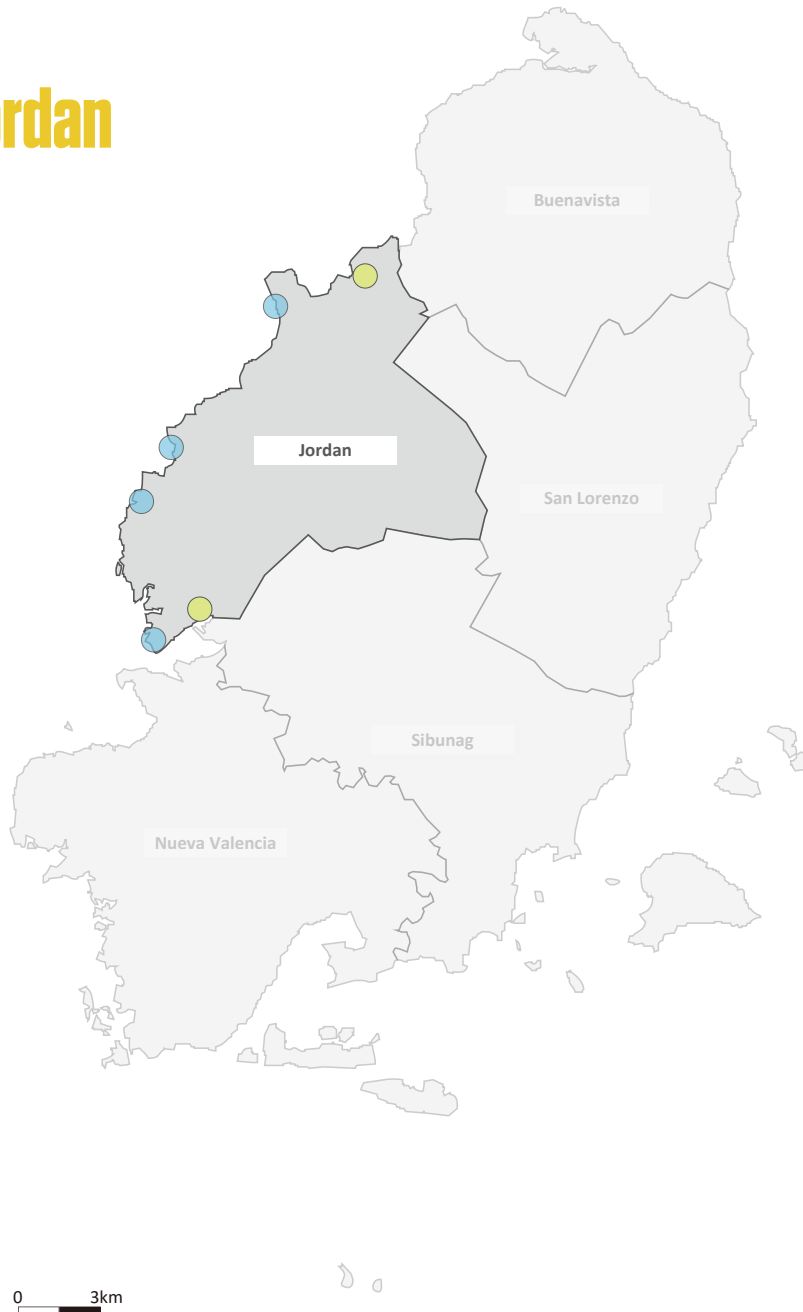 rdan
Buenavista
Jordan
San Lorenzo
Sibunag
Nueva Valencia
0 3km